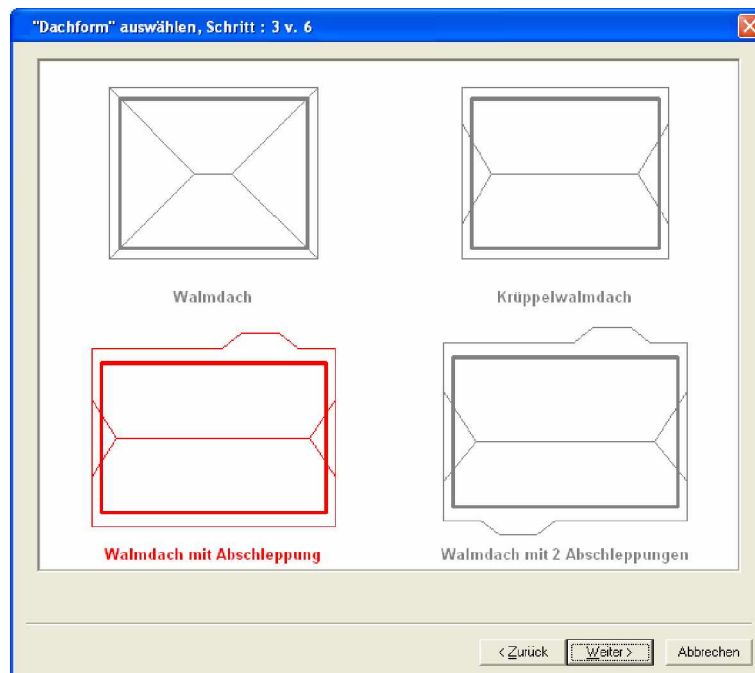 "Dachform" auswählen, Schritt : 3 v. 6
Walmdach
Krüppelwalmdach
Walmdach mit Abschleppung
Walmdach mit 2 Abschleppungen
< Zurück
Weiter >
Abbrechen